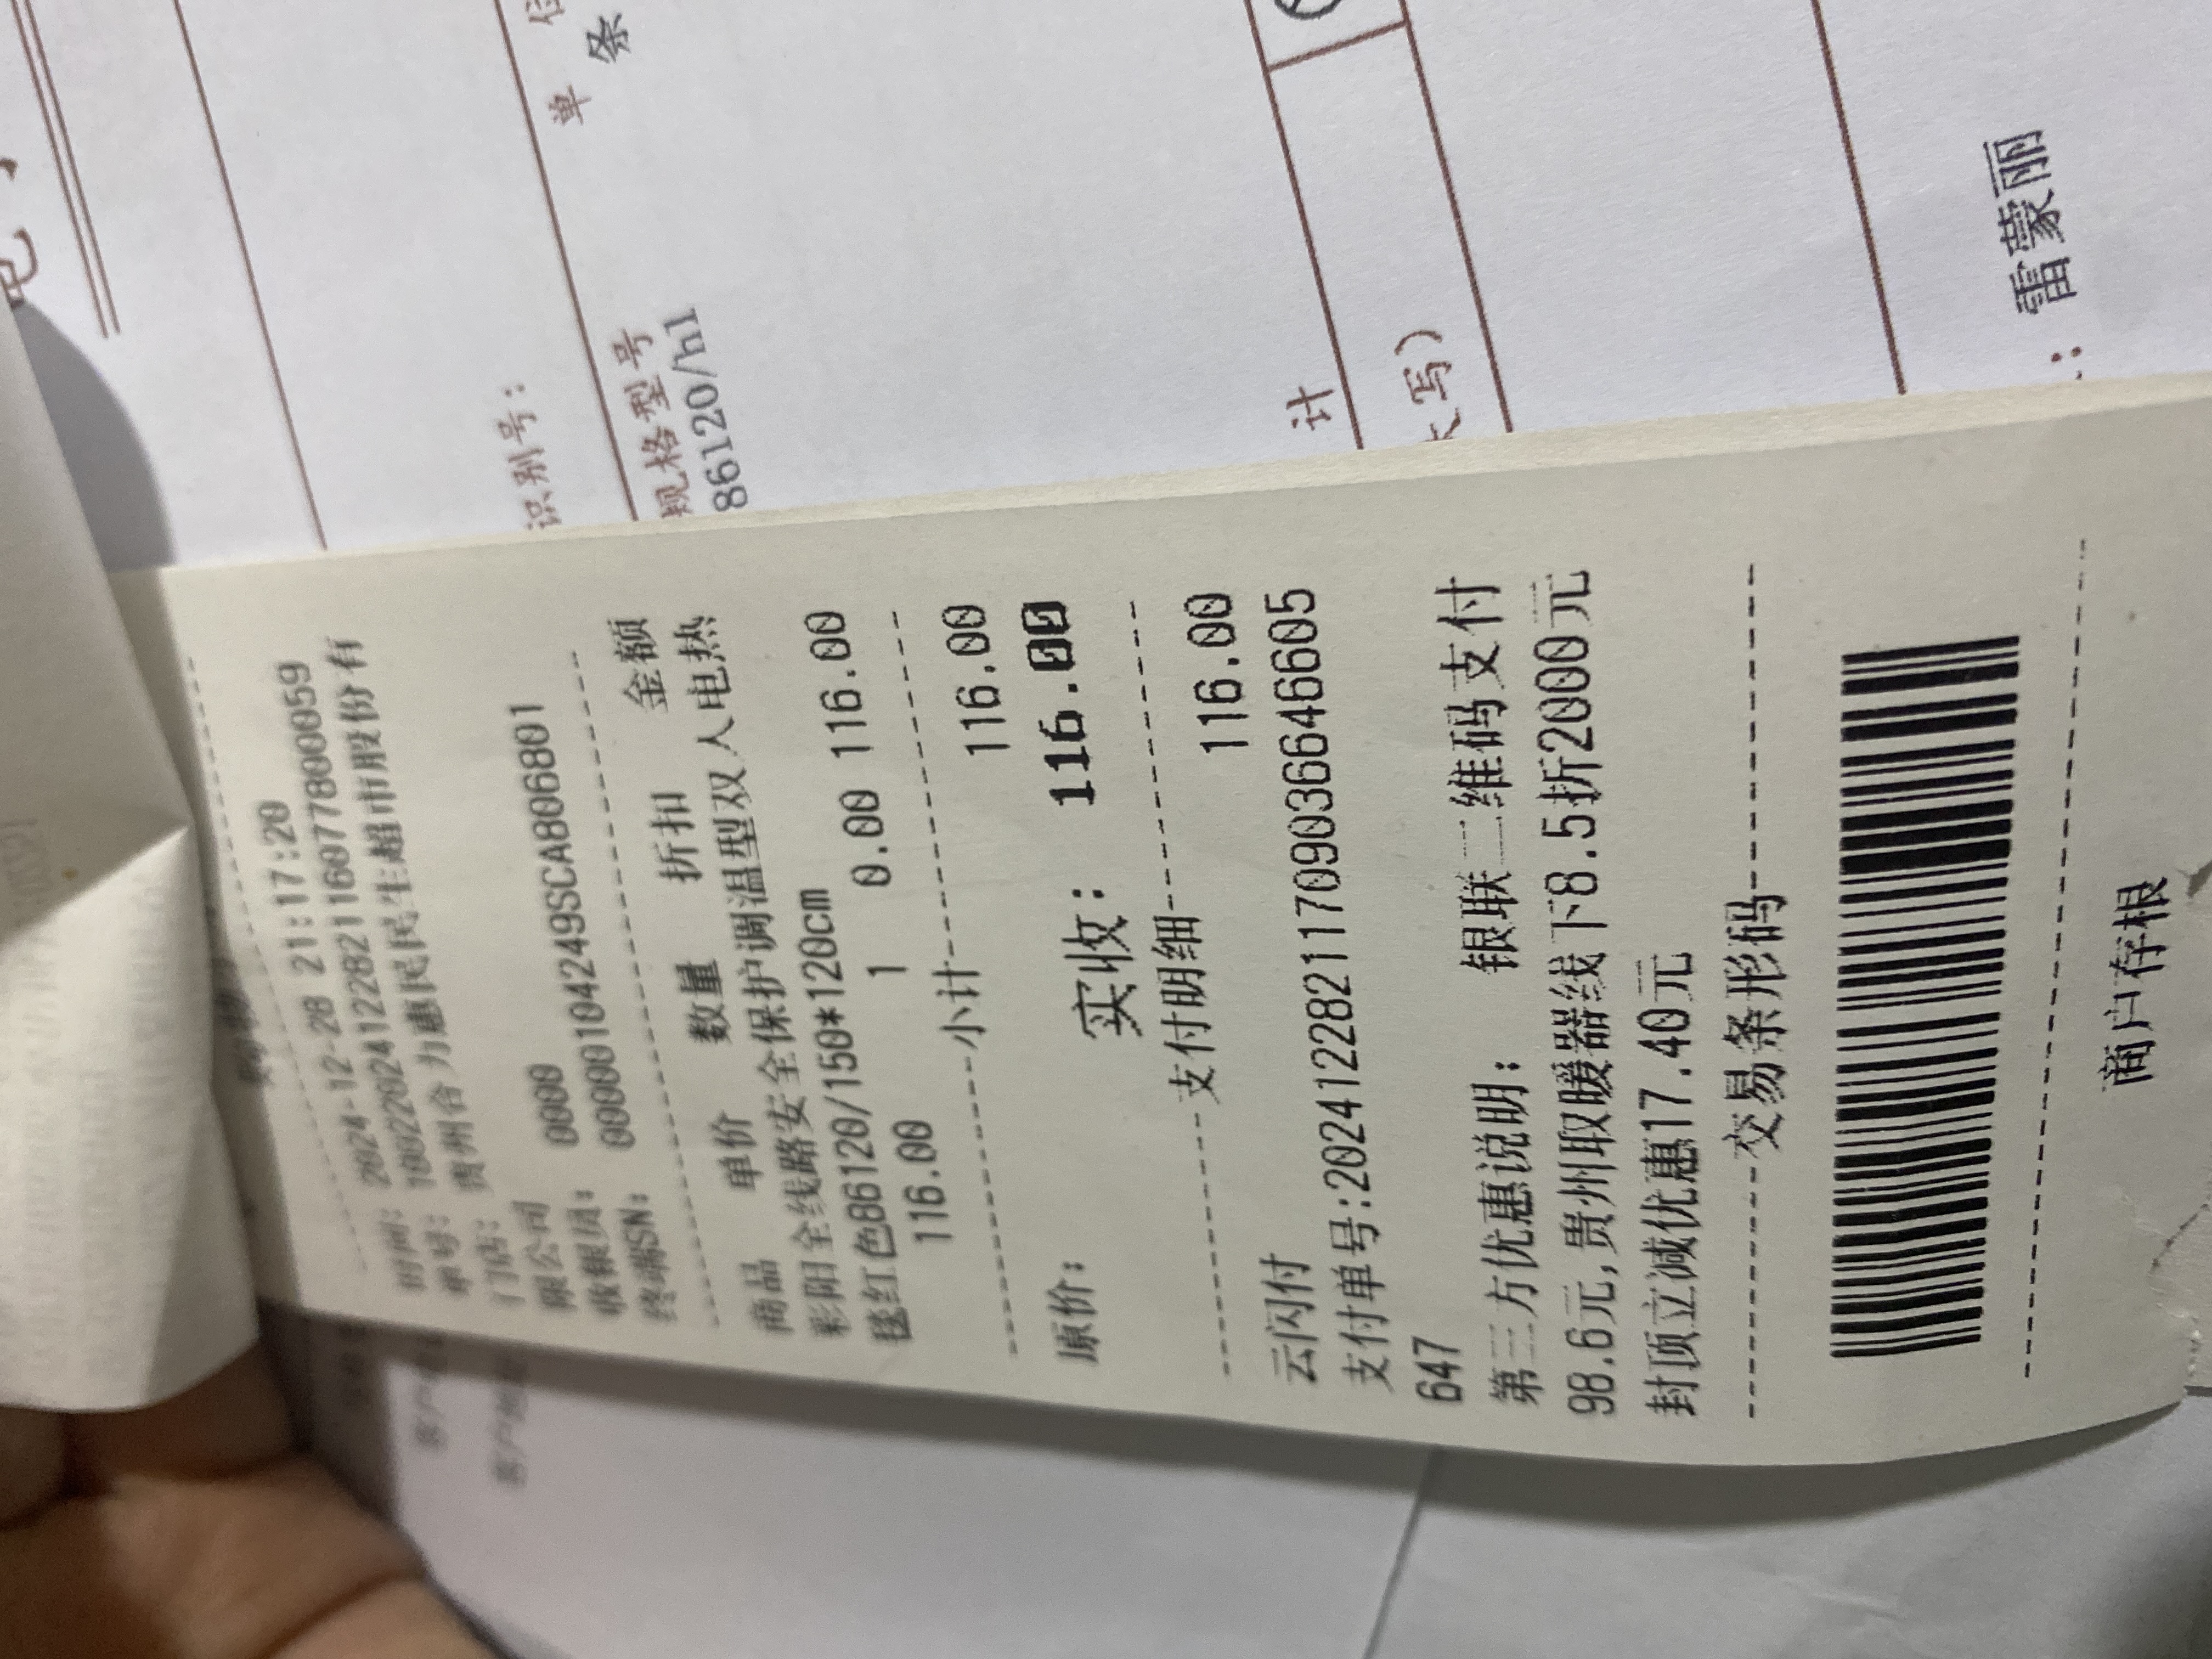 时间: 2024-12-28 21:17:20
单号: 100222024122821160778000059
门店: 贵州合力惠民民生超市股份有
限公司
收银员: 0000
终端SN: 00000104249SCA806801
商品 单价 数量 折扣 金额
彩阳全线路安全保护调温型双人电热
毯红色86120/150*120cm
116.00 1 0.00 116.00
小计
原价: 116.00
实收: 116.00
支付明细
云闪付 116.00
支付单号:20241228211709036646605
647
第三方优惠说明: 银联二维码支付
98.6元,贵州取暖器线下8.5折2000元
封顶立减优惠17.40元
交易条形码
商户存根
识别号:
规格型号
单
条
86120/h1
计
写)
: 雷蒙丽